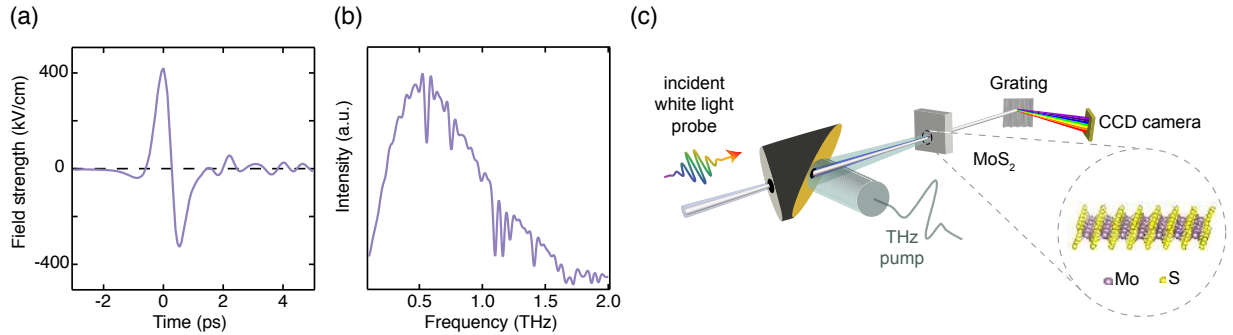 (a)
Field strength (kV/cm)
400
0
-400
-2
0
2
4
Time (ps)
(b)
Intensity (a.u.)
0.5
1.0
1.5
2.0
Frequency (THz)
(c)
incident
white light
probe
THz
pump
MoS2
Grating
CCD camera
Mo
S